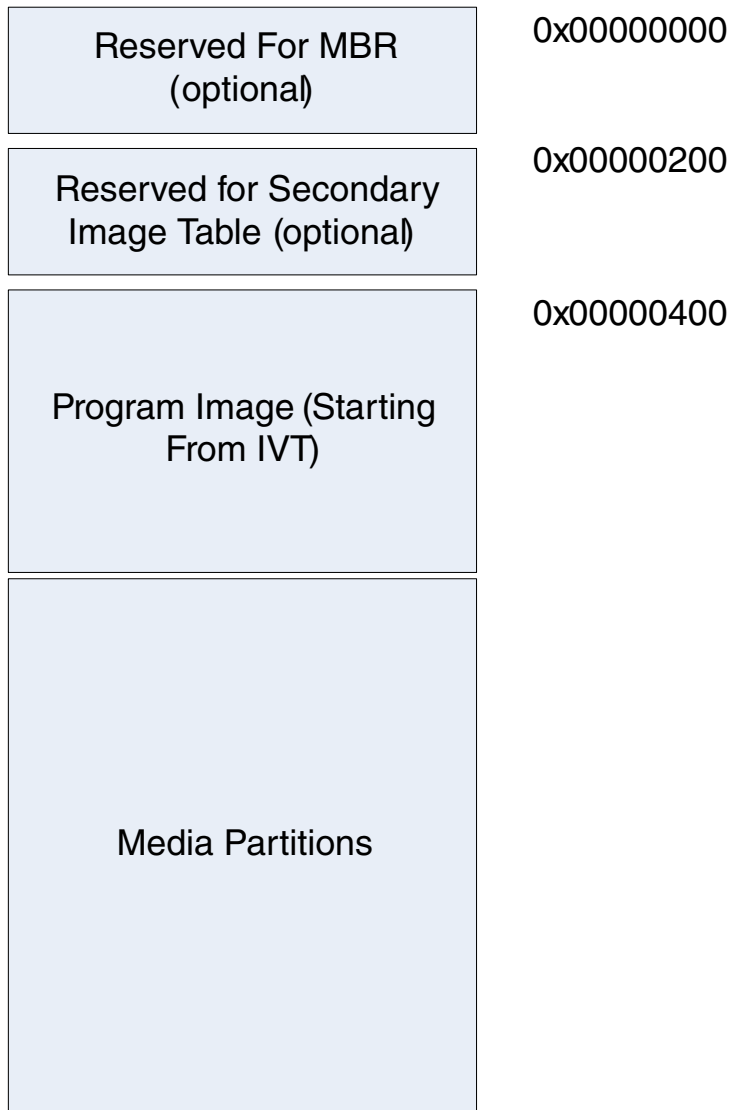 Reserved For MBR
(optional)
0x00000000
Reserved for Secondary
Image Table (optional)
0x00000200
Program Image (Starting
From IVT)
0x00000400
Media Partitions